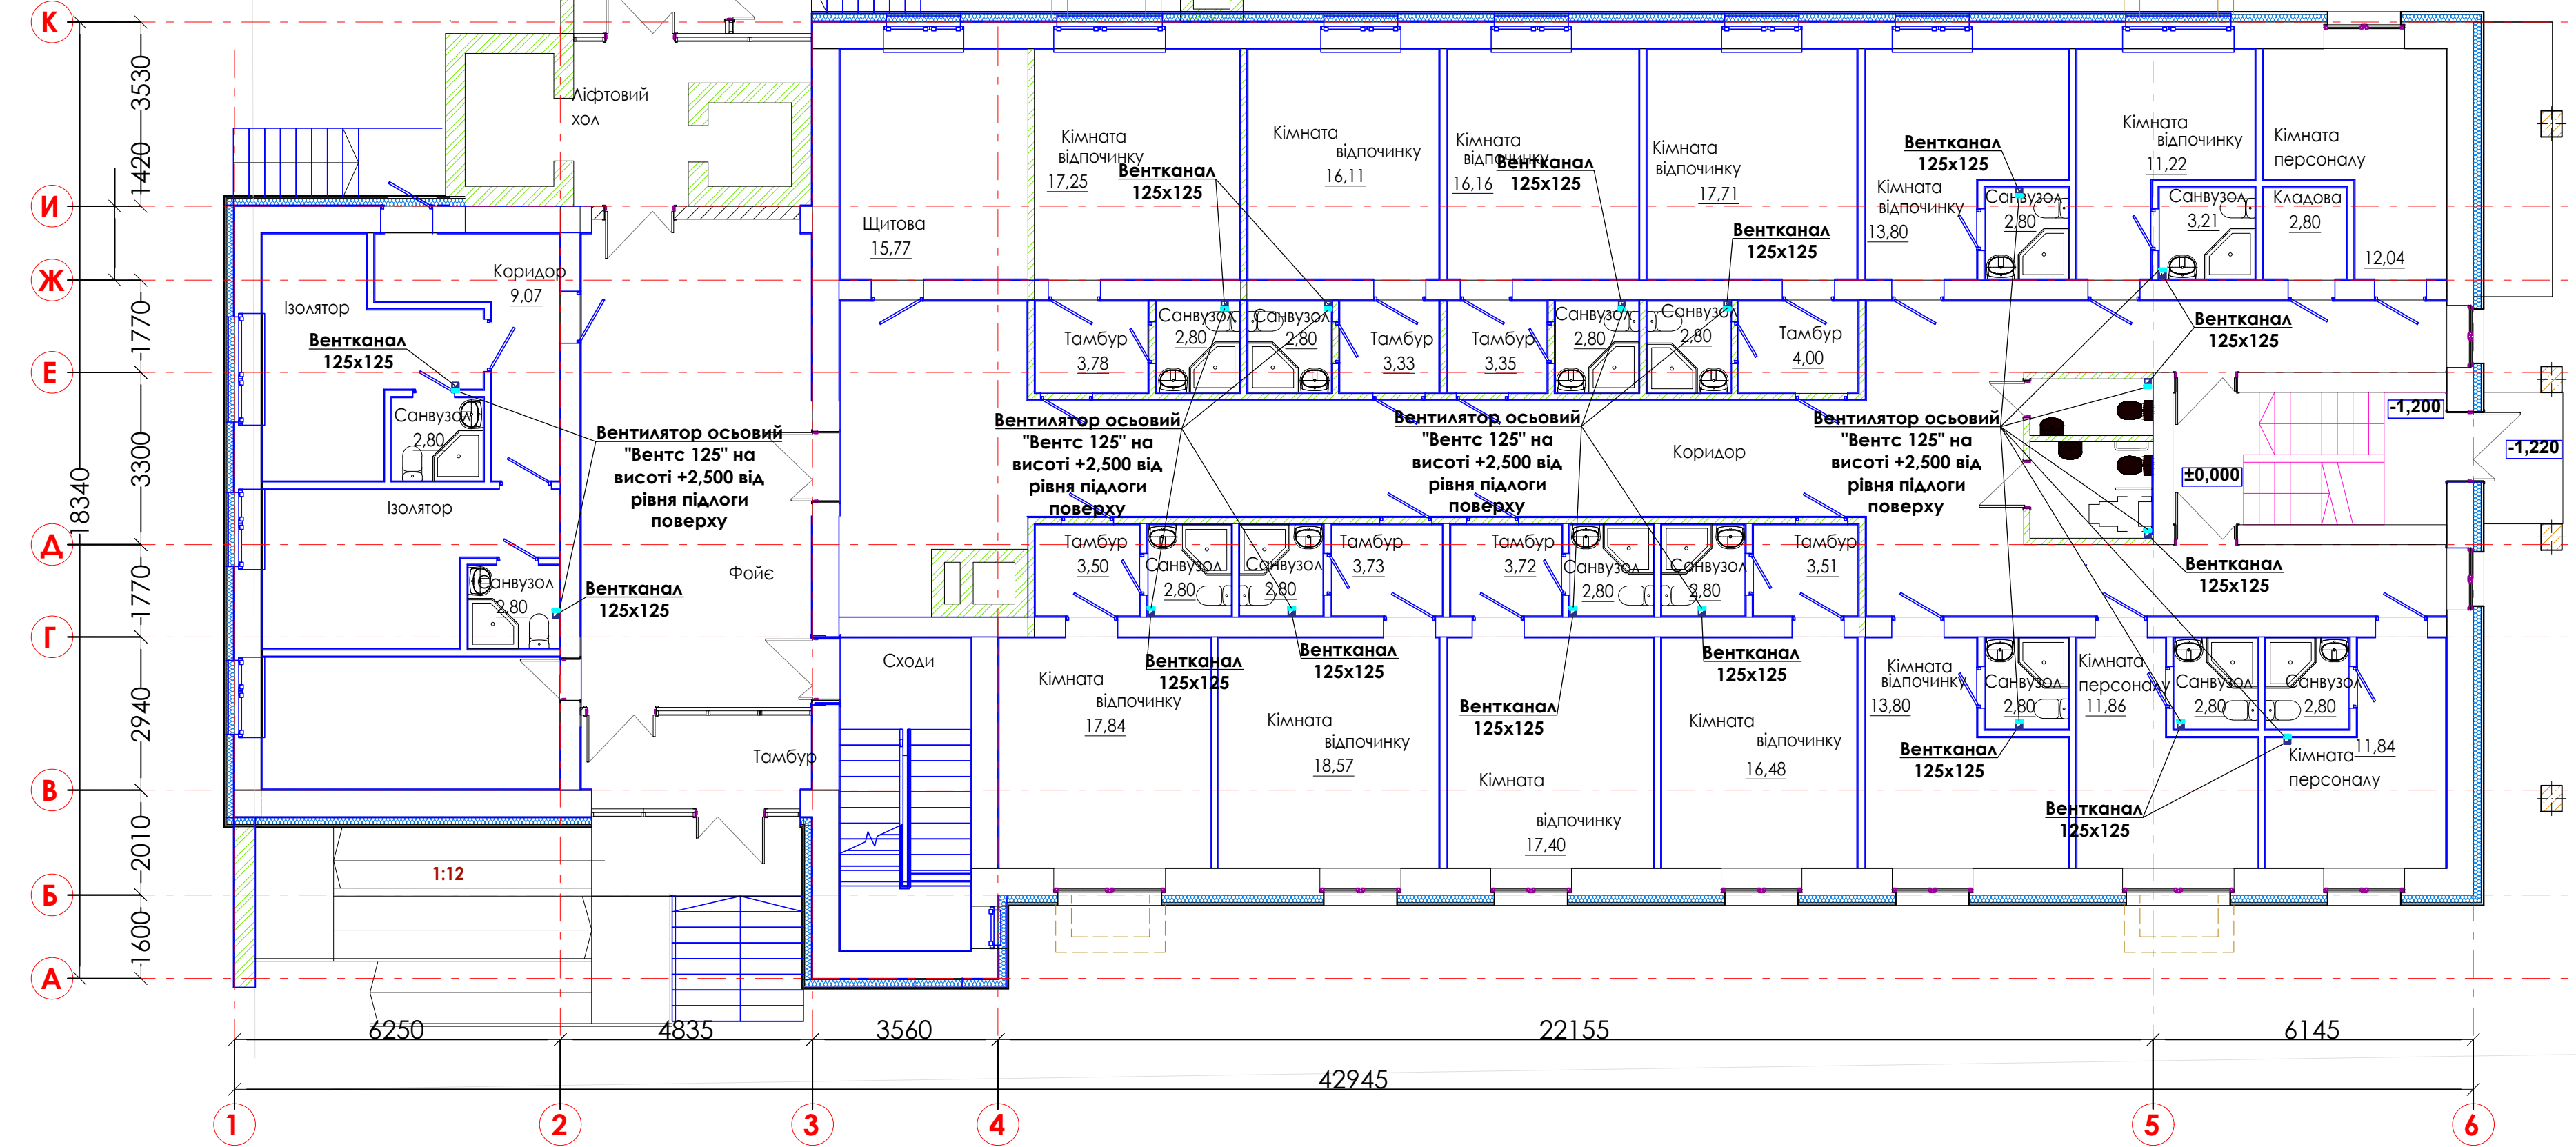 К
И
Ж
Е
Д
Г
В
Б
А
3530
1420
1770
3300
18340
1770
2940
2010
1600
Ліфтовий
хол
Щитова
15,77
Кімната
відпочинку
17,25
Вентканал
125х125
Кімната
відпочинку
16,11
Кімната
відпочинку
16,16
Вентканал
125х125
Кімната
відпочинку
17,71
Вентканал
125х125
Вентканал
125х125
Кімната
відпочинку
13,80
Санвузол
2,80
Кімната
відпочинку
11,22
Санвузол
3,21
Кімната
персоналу
Кладова
2,80
12,04
Коридор
9,07
Ізолятор
Вентканал
125х125
Санвузол
2,80
Ізолятор
Санвузол
2,80
Вентилятор осьовий
"Вентс 125" на
висоті +2,500 від
рівня підлоги
поверху
Вентканал
125х125
Фойє
Тамбур
Сходи
Тамбур
3,78
Санвузол
2,80
Санвузол
2,80
Тамбур
3,33
Тамбур
3,35
Санвузол
2,80
Санвузол
2,80
Тамбур
4,00
Вентканал
125х125
Вентилятор осьовий
"Вентс 125" на
висоті +2,500 від
рівня підлоги
поверху
Вентилятор осьовий
"Вентс 125" на
висоті +2,500 від
рівня підлоги
поверху
Коридор
Вентилятор осьовий
"Вентс 125" на
висоті +2,500 від
рівня підлоги
поверху
±0,000
-1,200
-1,220
Вентканал
125х125
Тамбур
3,50
Санвузол
2,80
Санвузол
2,80
Тамбур
3,73
Тамбур
3,72
Санвузол
2,80
Санвузол
2,80
Тамбур
3,51
Кімната
відпочинку
17,84
Вентканал
125х125
Вентканал
125х125
Кімната
відпочинку
18,57
Вентканал
125х125
Кімната
відпочинку
17,40
Вентканал
125х125
Кімната
відпочинку
16,48
Кімната
відпочинку
13,80
Санвузол
2,80
Вентканал
125х125
Кімната
персоналу
11,86
Санвузол
2,80
Санвузол
2,80
Вентканал
125х125
11,84
Кімната
персоналу
1:12
6250
4835
3560
22155
6145
42945
1
2
3
4
5
6